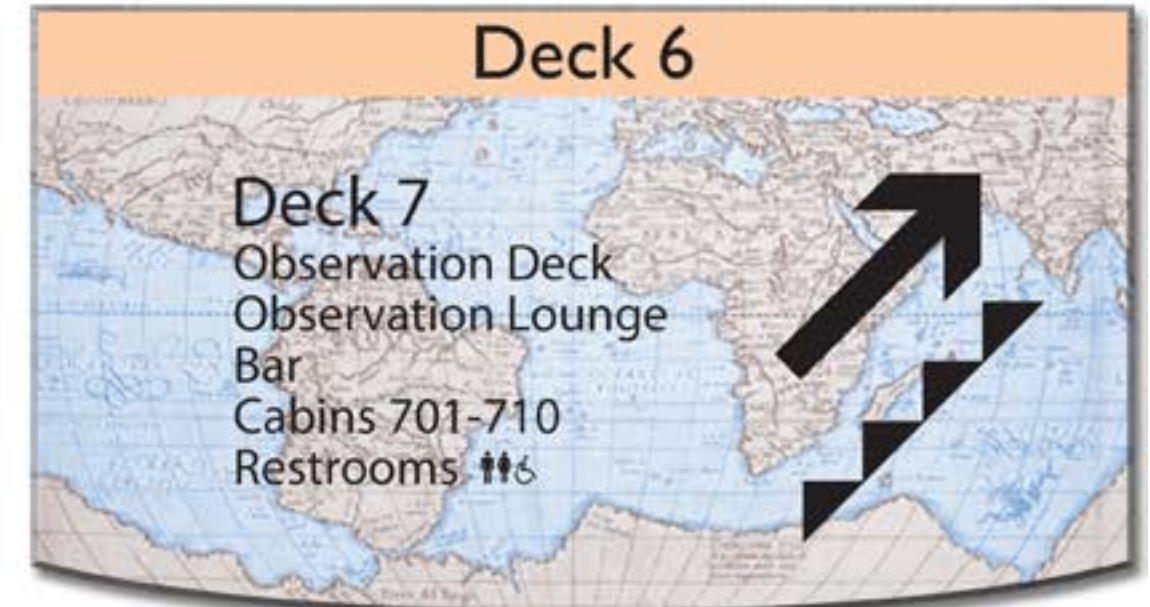 Deck 6
Deck 7
Observation Deck
Observation Lounge
Bar
Cabins 701-710
Restrooms